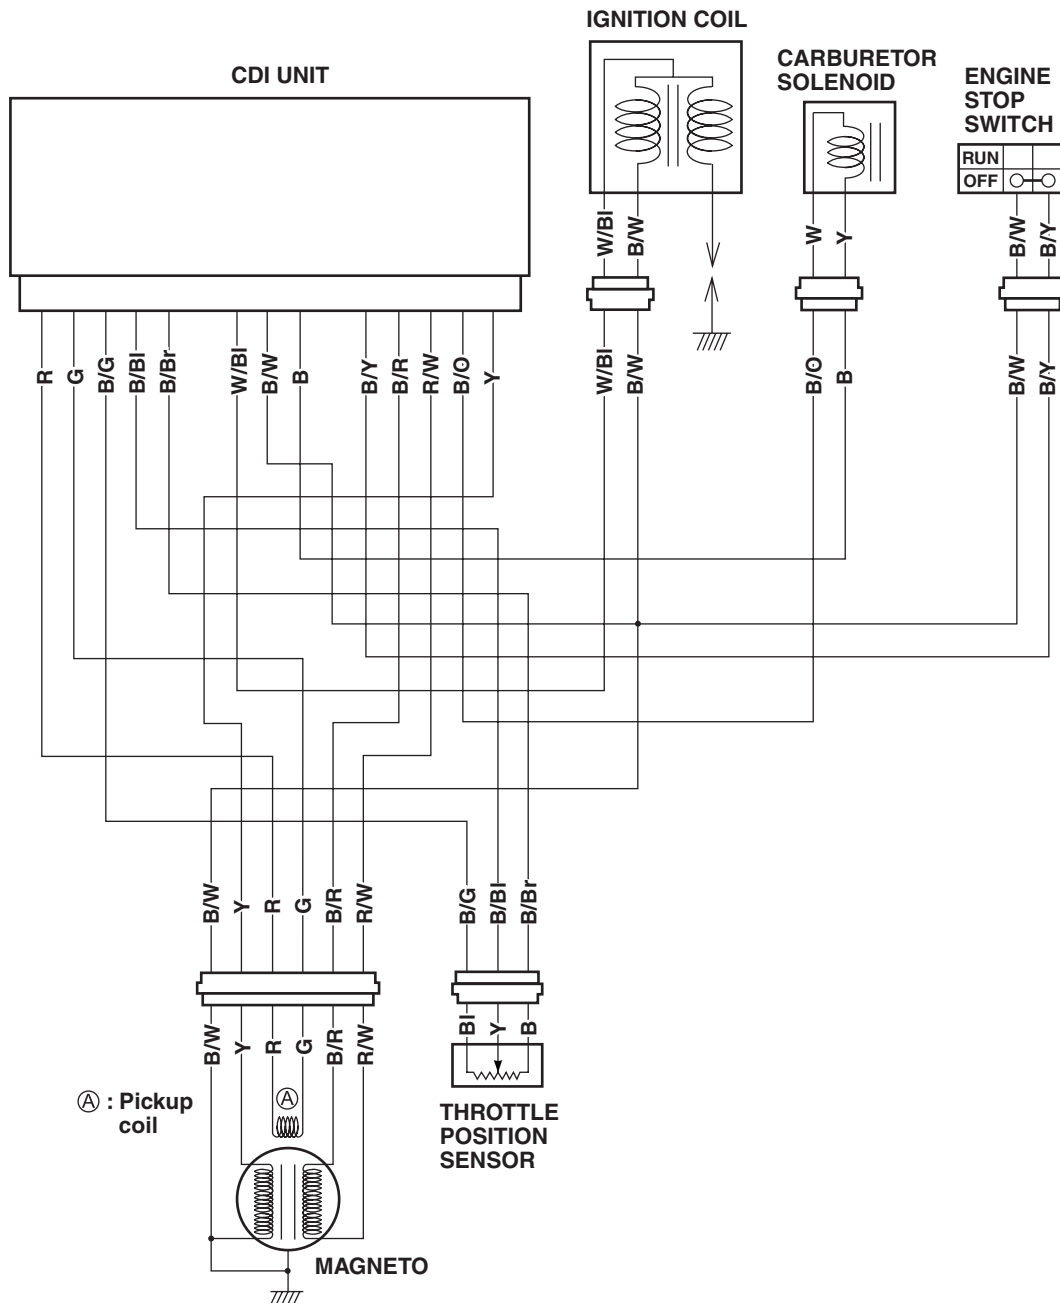 IGNITION COIL
CDI UNIT
CARBURETOR
SOLENOID
ENGINE
STOP
SWITCH
RUN
OFF
W/Bl
B/W
W
Y
B/W
B/Y
R
G
B/G
B/Bl
B/Br
W/Bl
B/W
B
B/Y
B/R
R/W
B/O
Y
W/Bl
B/W
B/O
B
B/W
B/Y
B/W
Y
R
G
B/R
R/W
B/G
B/Bl
B/Br
B/W
Y
R
G
B/R
R/W
Bl
Y
B
A : Pickup
coil
A
THROTTLE
POSITION
SENSOR
MAGNETO